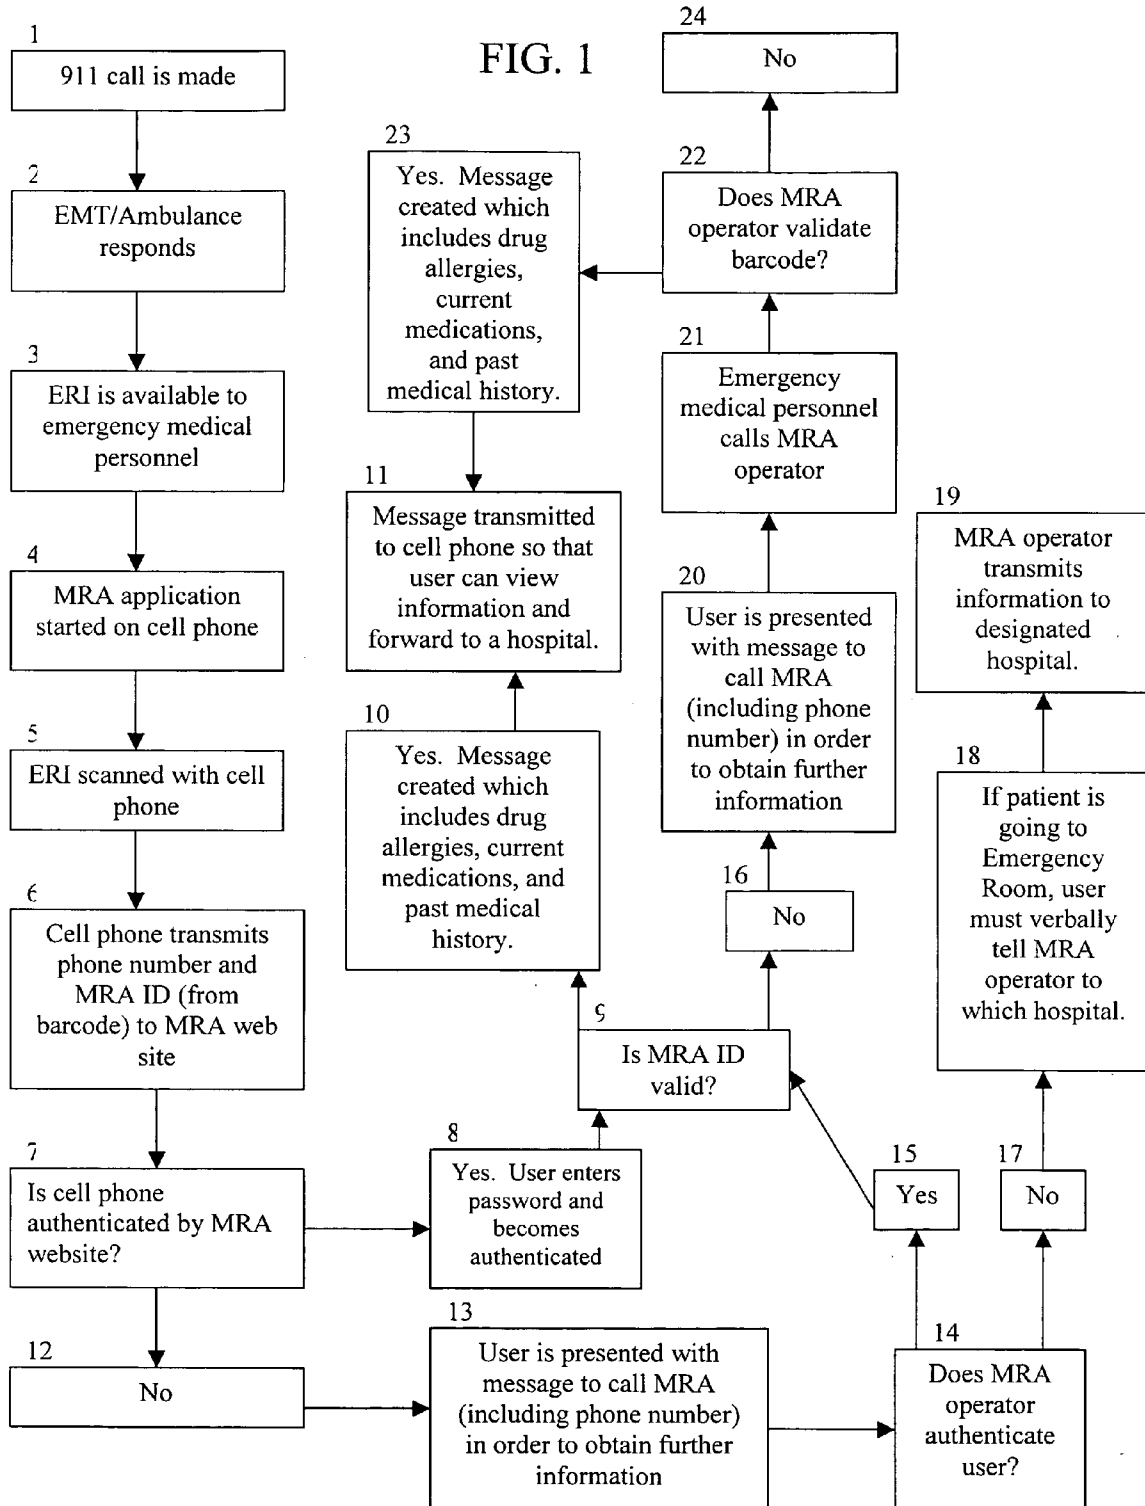 FIG. 1
1
911 call is made
2
EMT/Ambulance
responds
3
ERI is available to
emergency medical
personnel
4
MRA application
started on cell phone
5
ERI scanned with cell
phone
6
Cell phone transmits
phone number and
MRA ID (from
barcode) to MRA web
site
7
Is cell phone
authenticated by MRA
website?
8
Yes. User enters
password and
becomes
authenticated
9
Is MRA ID
valid?
10
Yes. Message
created which
includes drug
allergies, current
medications, and
past medical
history.
11
Message transmitted
to cell phone so that
user can view
information and
forward to a hospital.
12
No
13
User is presented with
message to call MRA
(including phone number)
in order to obtain further
information
14
Does MRA
operator
authenticate
user?
15
Yes
16
No
17
No
18
If patient is
going to
Emergency
Room, user
must verbally
tell MRA
operator to
which hospital.
19
MRA operator
transmits
information to
designated
hospital.
20
User is presented
with message to
call MRA
(including phone
number) in order
to obtain further
information
21
Emergency
medical personnel
calls MRA
operator
22
Does MRA
operator validate
barcode?
23
Yes. Message
created which
includes drug
allergies,
current
medications,
and past
medical history.
24
No